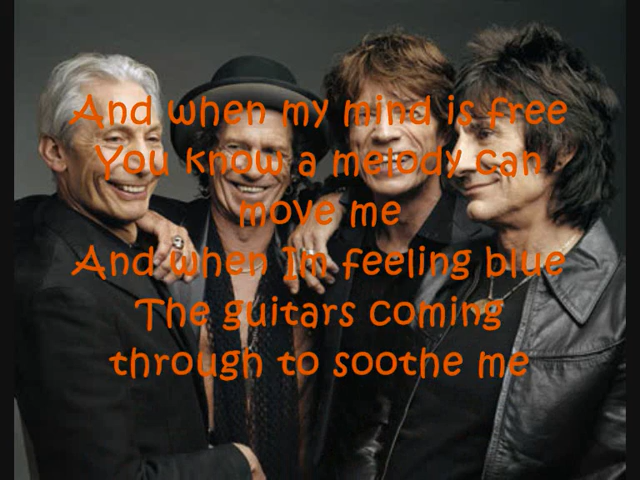 And when my mind is free
You know a melody can
move me
And when Im feeling blue
The guitars coming
through to soothe me